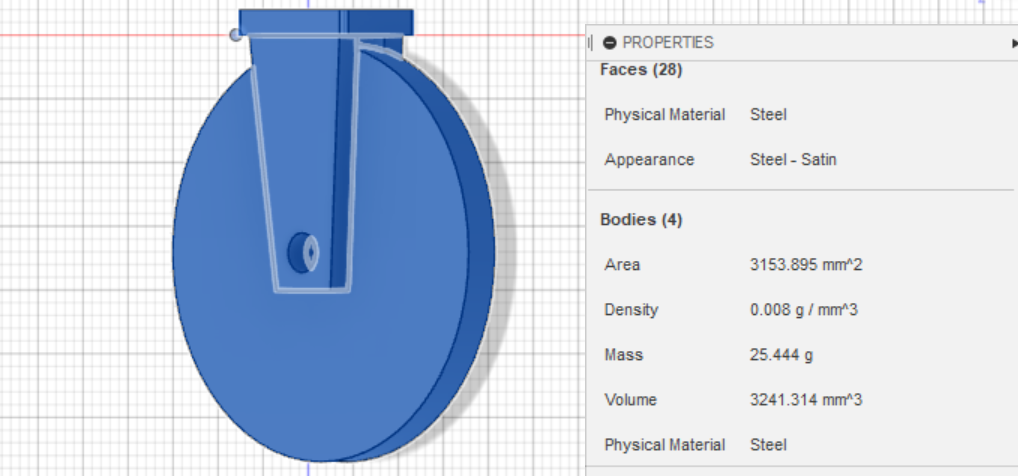 PROPERTIES
Faces (28)
Physical Material Steel
Appearance Steel - Satin
Bodies (4)
Area 3153.895 mm^2
Density 0.008 g / mm^3
Mass 25.444 g
Volume 3241.314 mm^3
Physical Material Steel